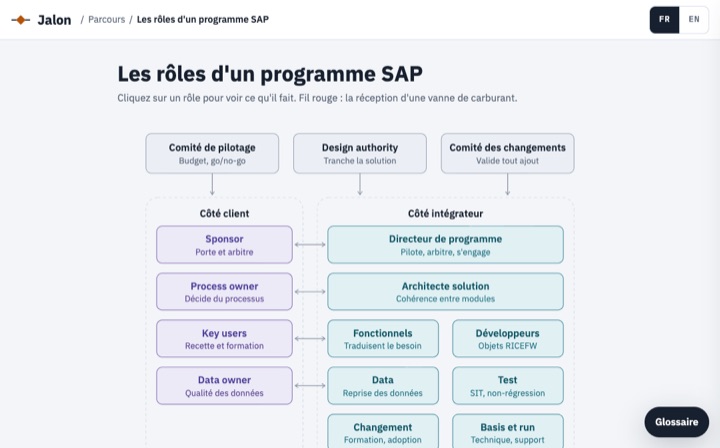 Jalon / Parcours / Les rôles d'un programme SAP
FR EN
Les rôles d'un programme SAP
Cliquez sur un rôle pour voir ce qu'il fait. Fil rouge : la réception d'une vanne de carburant.
Comité de pilotage
Budget, go/no-go
Design authority
Tranche la solution
Comité des changements
Valide tout ajout
Côté client
Côté intégrateur
Sponsor
Porte et arbitre
Directeur de programme
Pilote, arbitre, s'engage
Process owner
Décide du processus
Architecte solution
Cohérence entre modules
Key users
Recette et formation
Fonctionnels
Traduisent le besoin
Développeurs
Objets RICEFW
Data owner
Qualité des données
Data
Reprise des données
Test
SIT, non-régression
Changement
Formation, adoption
Basis et run
Technique, support
Glossaire